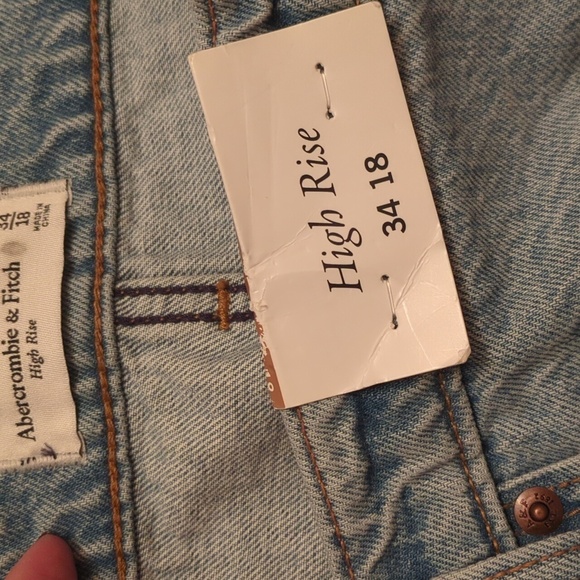 High Rise
34 18
Abercrombie & Fitch
High Rise
34
18
MADE IN
CHINA